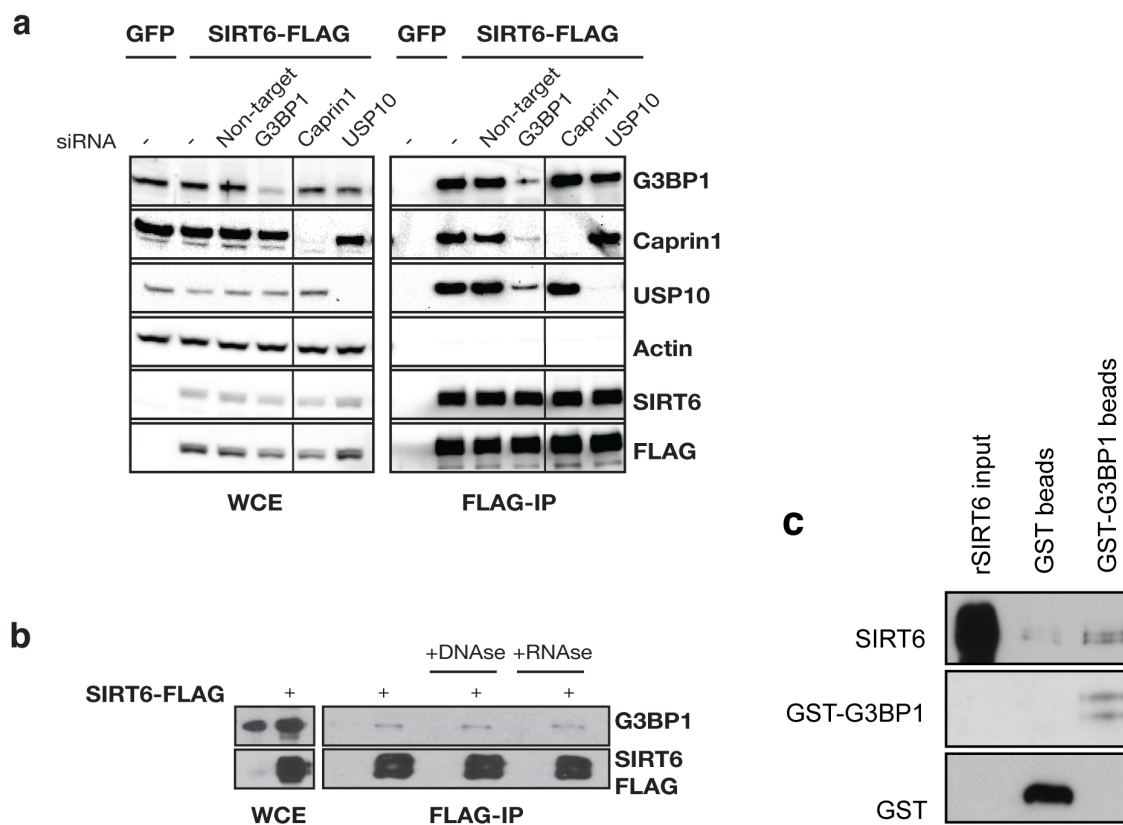 a
GFP SIRT6-FLAG GFP SIRT6-FLAG
siRNA - - Non-target G3BP1 Caprin1 USP10 - - Non-target G3BP1 Caprin1 USP10
G3BP1
Caprin1
USP10
Actin
SIRT6
FLAG
WCE FLAG-IP
b
+DNAse +RNAse
SIRT6-FLAG + + + +
G3BP1
SIRT6
FLAG
WCE FLAG-IP
c
rSIRT6 input GST beads GST-G3BP1 beads
SIRT6
GST-G3BP1
GST